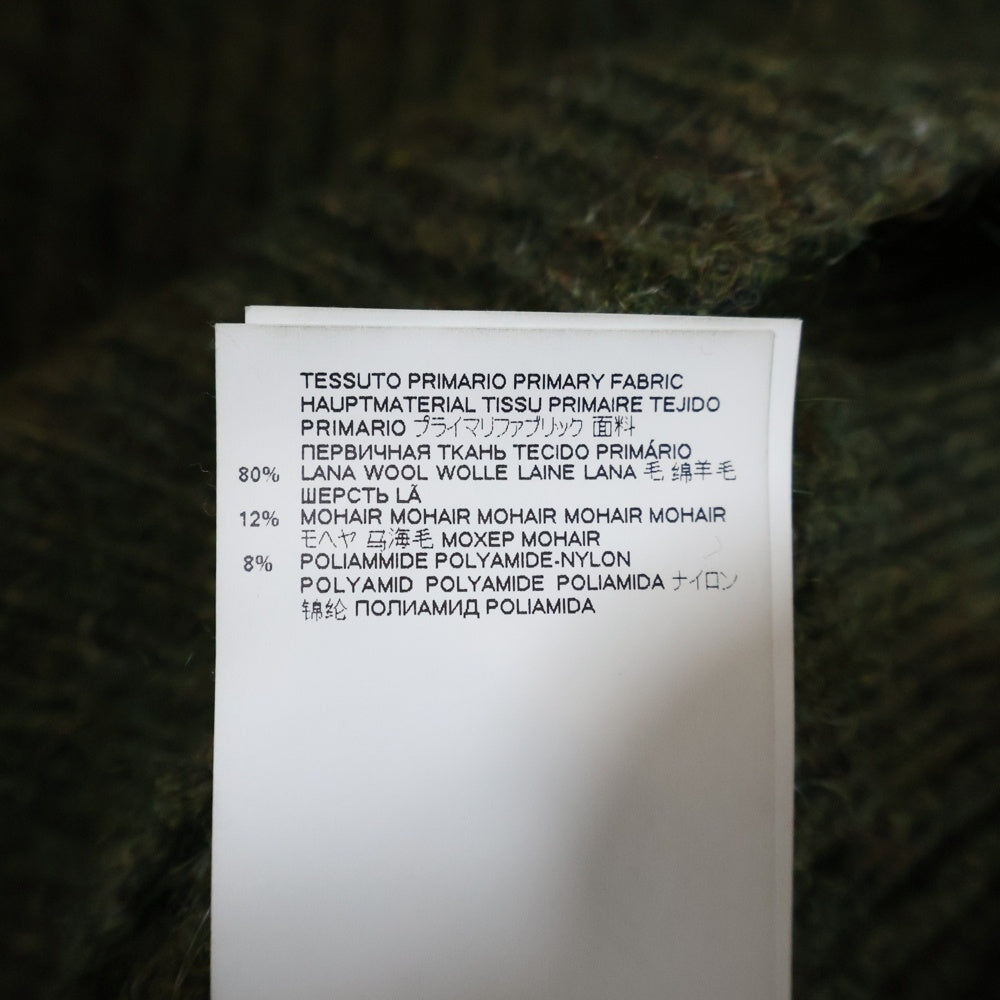 TESSUTO PRIMARIO PRIMARY FABRIC
HAUPTMATERIAL TISSU PRIMAIRE TEJIDO
PRIMARIO プライマリファブリック 面料
ПЕРВИЧНАЯ ТКАНЬ TECIDO PRIMÁRIO
80% LANA WOOL WOLLE LAINE LANA 毛 绵羊毛
ШЕРСТЬ LÃ
12% MOHAIR MOHAIR MOHAIR MOHAIR MOHAIR
モヘヤ 马海毛 МОХЕР MOHAIR
8% POLIAMMIDE POLYAMIDE-NYLON
POLYAMID POLYAMIDE POLIAMIDA ナイロン
锦纶 ПОЛИАМИД POLIAMIDA